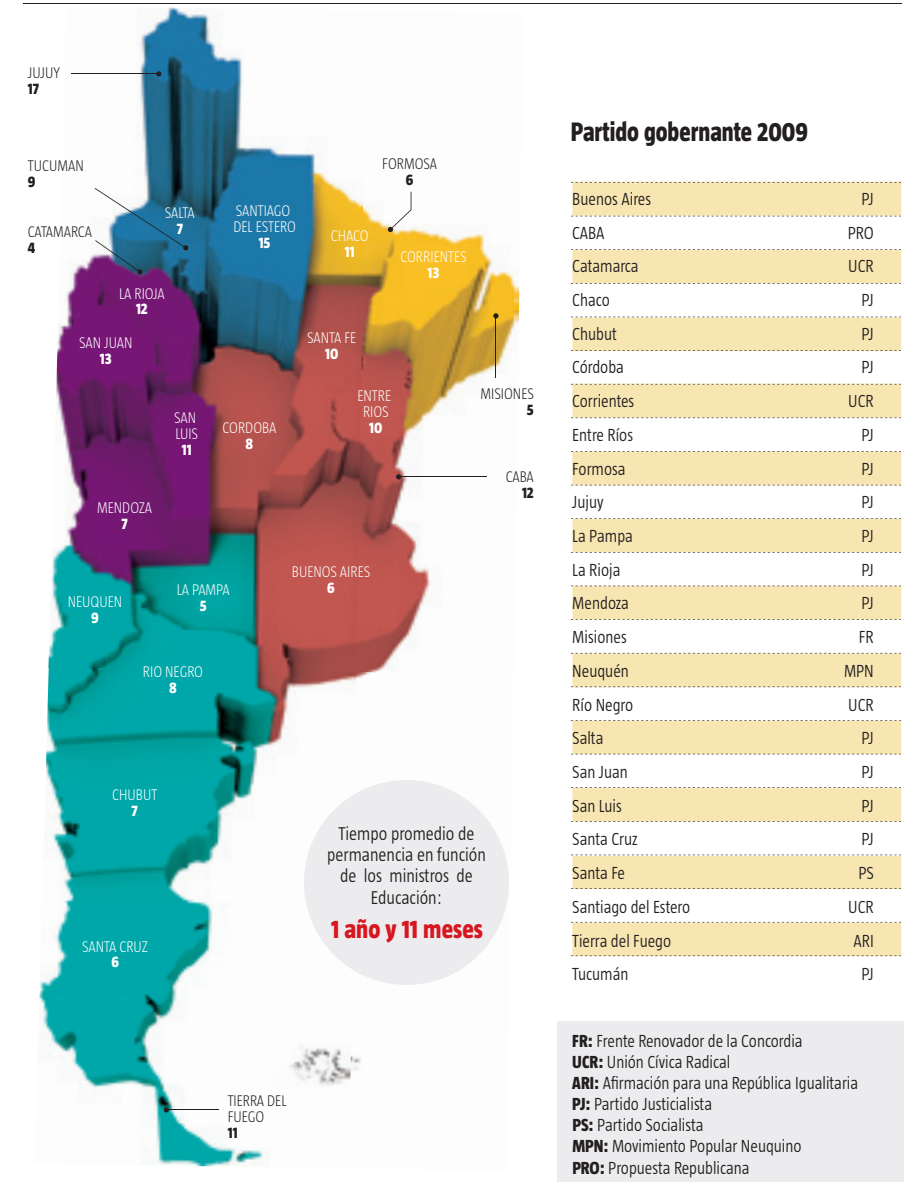 JUJUY
17
TUCUMAN
9
CATAMARCA
4
SALTA
7
SANTIAGO
DEL ESTERO
15
FORMOSA
6
CHACO
11
CORRIENTES
13
MISIONES
5
LA RIOJA
12
SAN JUAN
13
SAN
LUIS
11
MENDOZA
7
SANTA FE
10
ENTRE
RIOS
10
CORDOBA
8
CABA
12
BUENOS AIRES
6
LA PAMPA
5
NEUQUEN
9
RIO NEGRO
8
CHUBUT
7
SANTA CRUZ
6
TIERRA DEL
FUEGO
11
Tiempo promedio de
permanencia en función
de los ministros de
Educación:
1 año y 11 meses
Partido gobernante 2009
Buenos Aires PJ
CABA PRO
Catamarca UCR
Chaco PJ
Chubut PJ
Córdoba PJ
Corrientes UCR
Entre Ríos PJ
Formosa PJ
Jujuy PJ
La Pampa PJ
La Rioja PJ
Mendoza PJ
Misiones FR
Neuquén MPN
Río Negro UCR
Salta PJ
San Juan PJ
San Luis PJ
Santa Cruz PJ
Santa Fe PS
Santiago del Estero UCR
Tierra del Fuego ARI
Tucumán PJ
FR: Frente Renovador de la Concordia
UCR: Unión Cívica Radical
ARI: Afirmación para una República Igualitaria
PJ: Partido Justicialista
PS: Partido Socialista
MPN: Movimiento Popular Neuquino
PRO: Propuesta Republicana